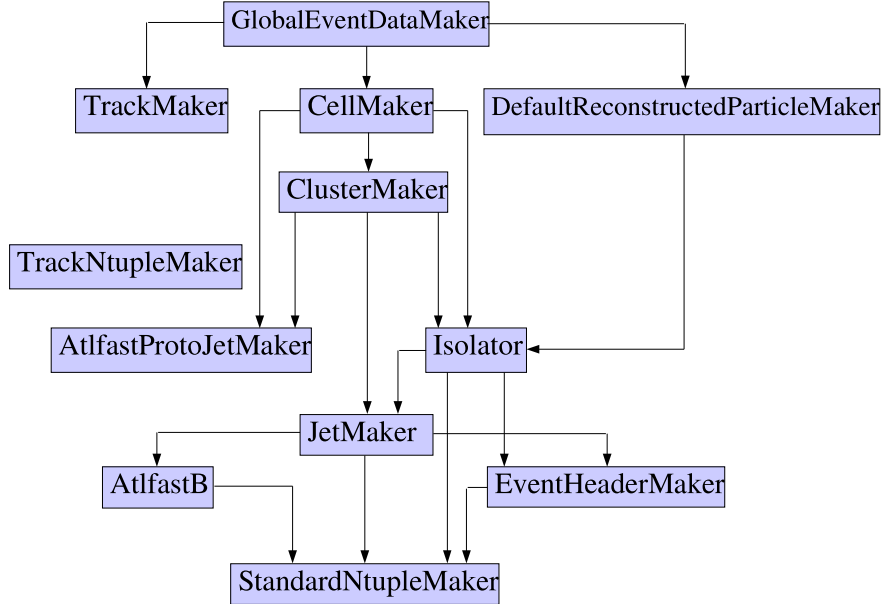 GlobalEventDataMaker
TrackMaker
CellMaker
DefaultReconstructedParticleMaker
ClusterMaker
TrackNtupleMaker
AtlfastProtoJetMaker
Isolator
JetMaker
AtlfastB
EventHeaderMaker
StandardNtupleMaker